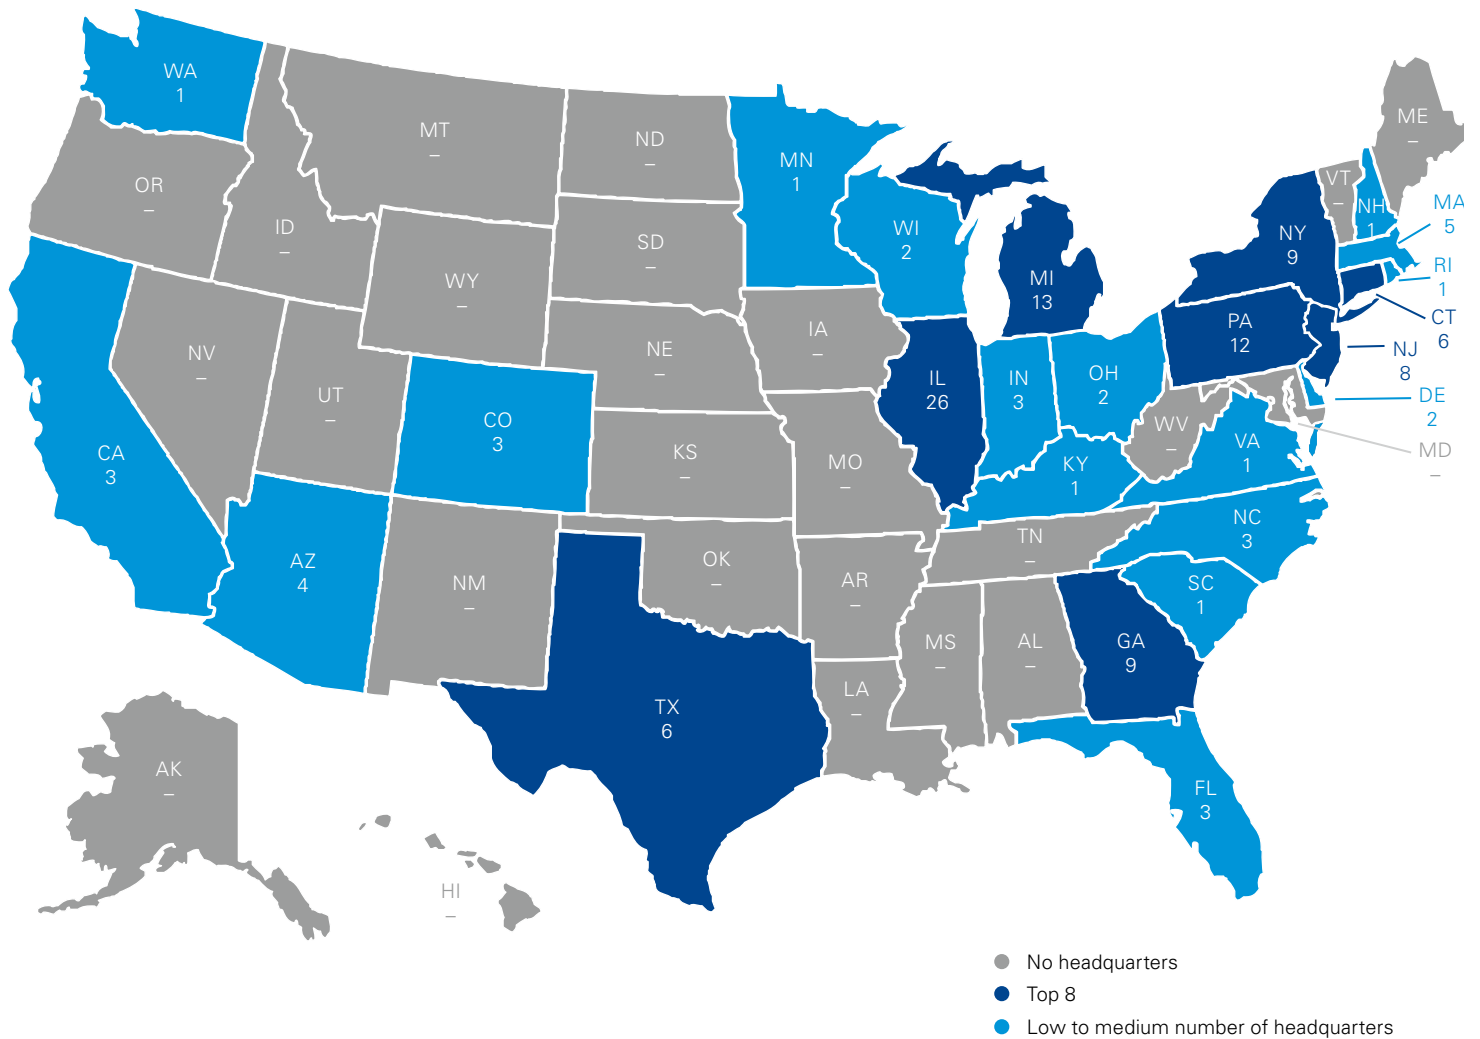 WA
1
MT
–
ND
–
MN
1
OR
–
ID
–
SD
–
WI
2
WY
–
MI
13
ME
–
VT
–
NH
1
MA
5
NY
9
RI
1
CT
6
NJ
8
PA
12
DE
2
MD
–
NV
–
UT
–
CO
3
NE
–
IA
–
IL
26
IN
3
OH
2
WV
–
VA
1
CA
3
KS
–
MO
–
KY
1
NC
3
AZ
4
NM
–
OK
–
AR
–
TN
–
SC
1
TX
6
LA
–
MS
–
AL
–
GA
9
FL
3
AK
–
HI
–
No headquarters
Top 8
Low to medium number of headquarters